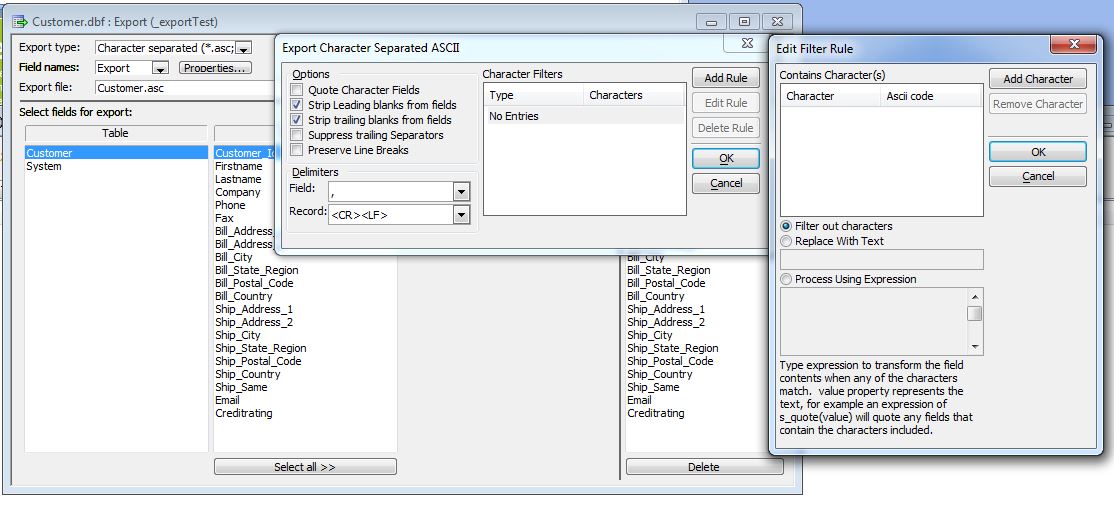 Customer.dbf : Export (_exportTest)
Export type: Character separated (*.asc;
Field names: Export Properties...
Export file: Customer.asc
Select fields for export:
Table
Customer
System
Firstname
Lastname
Company
Phone
Fax
Bill_City
Bill_State_Region
Bill_Postal_Code
Bill_Country
Ship_Address_1
Ship_Address_2
Ship_City
Ship_State_Region
Ship_Postal_Code
Ship_Country
Ship_Same
Email
Creditrating
Select all >>
Bill_City
Bill_State_Region
Bill_Postal_Code
Bill_Country
Ship_Address_1
Ship_Address_2
Ship_City
Ship_State_Region
Ship_Postal_Code
Ship_Country
Ship_Same
Email
Creditrating
Delete
Export Character Separated ASCII
Options
Quote Character Fields
Strip Leading blanks from fields
Strip trailing blanks from fields
Suppress trailing Separators
Preserve Line Breaks
Delimiters
Field: ,
Record: <CR><LF>
Character Filters
Type Characters
No Entries
Add Rule
Edit Rule
Delete Rule
OK
Cancel
Edit Filter Rule
Contains Character(s)
Character Ascii code
Add Character
Remove Character
OK
Cancel
Filter out characters
Replace With Text
Process Using Expression
Type expression to transform the field
contents when any of the characters
match. value property represents the
text, for example an expression of
s_quote(value) will quote any fields that
contain the characters included.